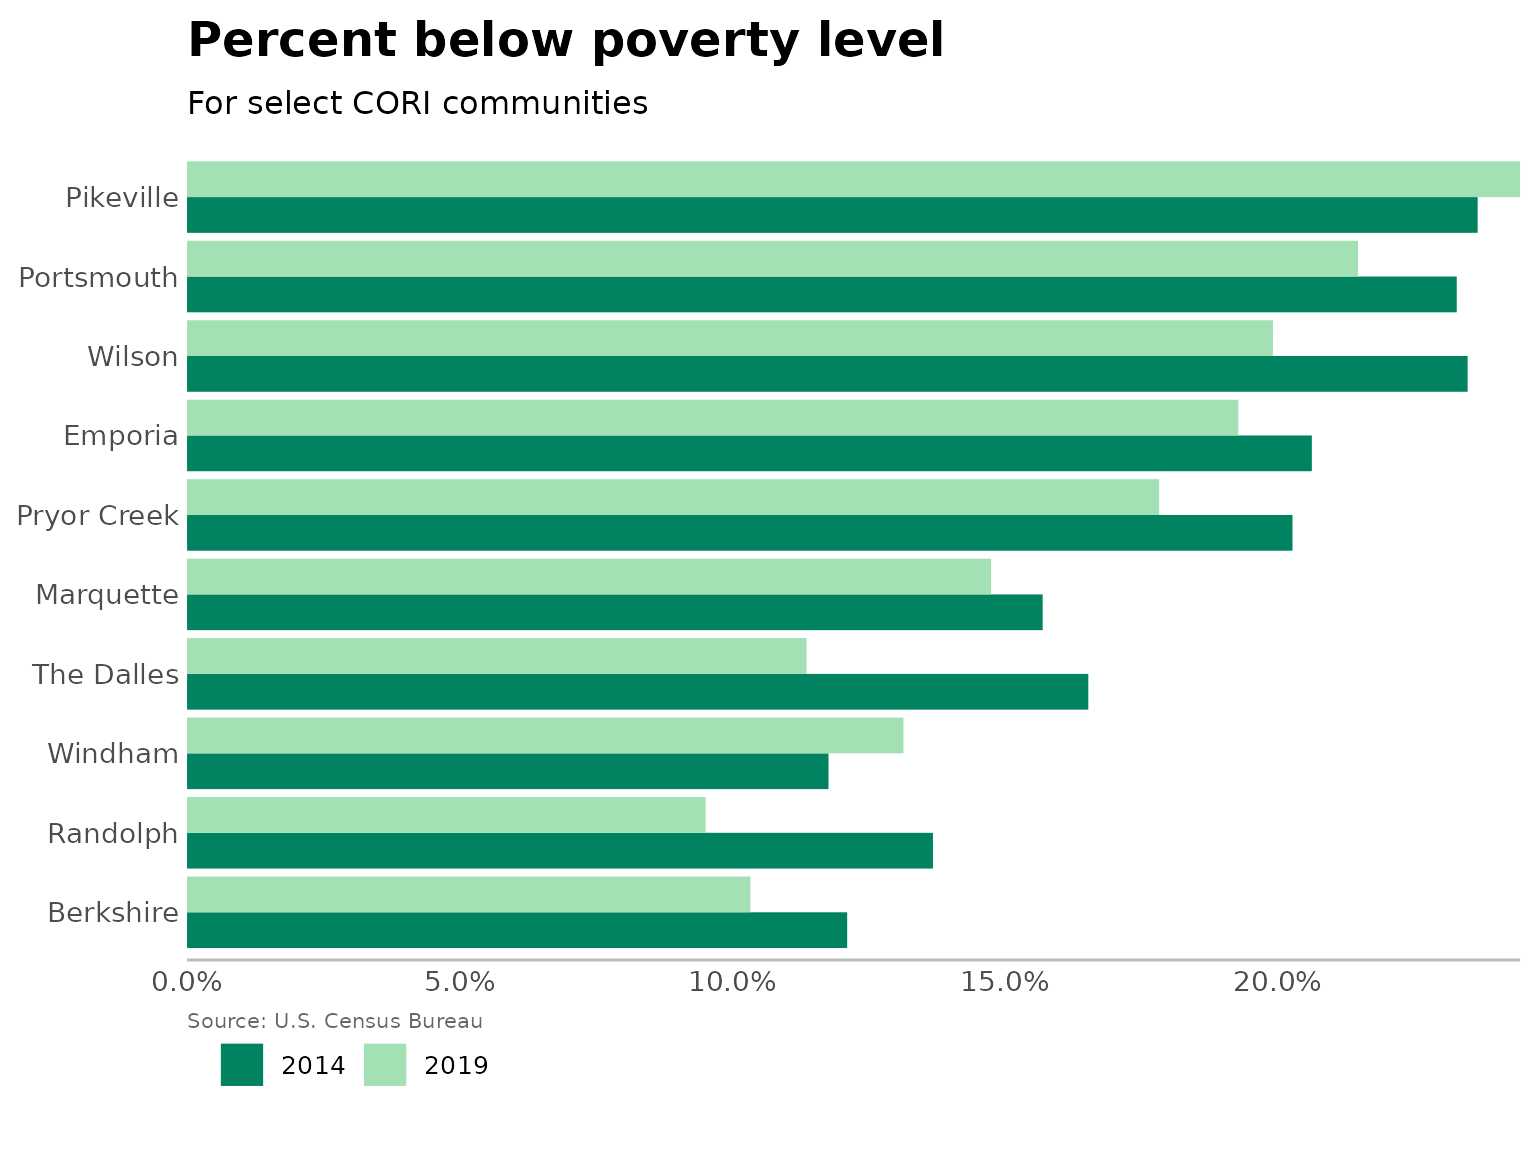 Percent below poverty level
For select CORI communities
Pikeville
Portsmouth
Wilson
Emporia
Pryor Creek
Marquette
The Dalles
Windham
Randolph
Berkshire
0.0% 5.0% 10.0% 15.0% 20.0%
Source: U.S. Census Bureau
2014 2019